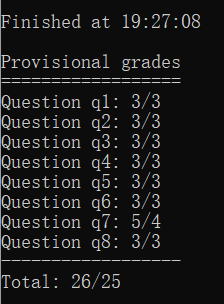 Finished at 19:27:08
Provisional grades
==================
Question q1: 3/3
Question q2: 3/3
Question q3: 3/3
Question q4: 3/3
Question q5: 3/3
Question q6: 3/3
Question q7: 5/4
Question q8: 3/3
------------------
Total: 26/25